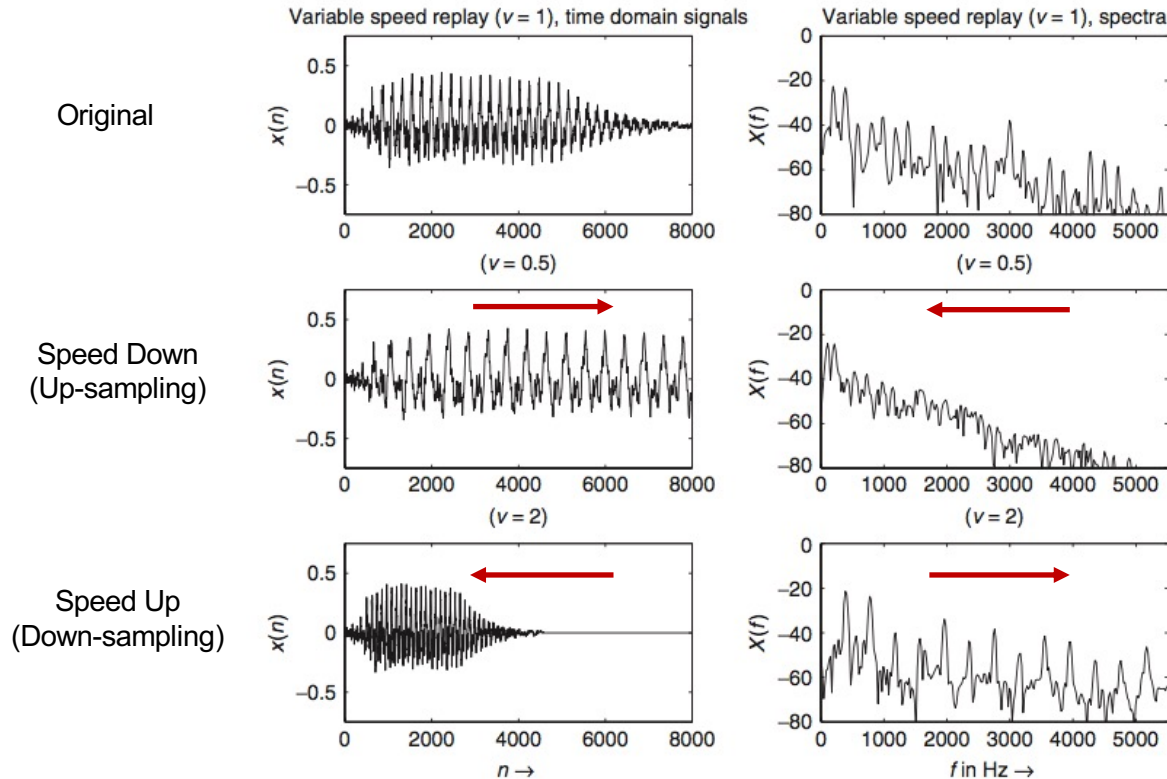 Variable speed replay (v = 1), time domain signals
Variable speed replay (v = 1), spectra
Original
x(n)
0.5
0
−0.5
0 2000 4000 6000 8000
X(f)
0
−20
−40
−60
−80
0 1000 2000 3000 4000 5000
(v = 0.5)
(v = 0.5)
Speed Down
(Up-sampling)
x(n)
0.5
0
−0.5
0 2000 4000 6000 8000
X(f)
0
−20
−40
−60
−80
0 1000 2000 3000 4000 5000
(v = 2)
(v = 2)
Speed Up
(Down-sampling)
x(n)
0.5
0
−0.5
0 2000 4000 6000 8000
n →
X(f)
0
−20
−40
−60
−80
0 1000 2000 3000 4000 5000
f in Hz →